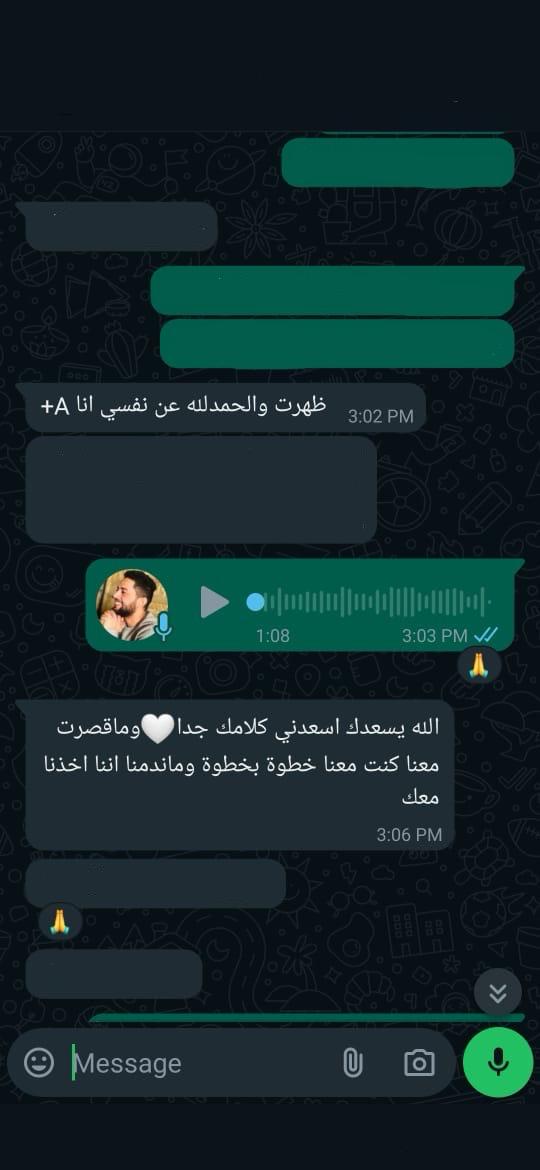 ظهرت والحمدلله عن نفسي انا A+
3:02 PM
1:08
3:03 PM
الله يسعدك اسعدني كلامك جدا🤍وماقصرت
معنا كنت معنا خطوة بخطوة وماندمنا اننا اخذنا
معك
3:06 PM
Message